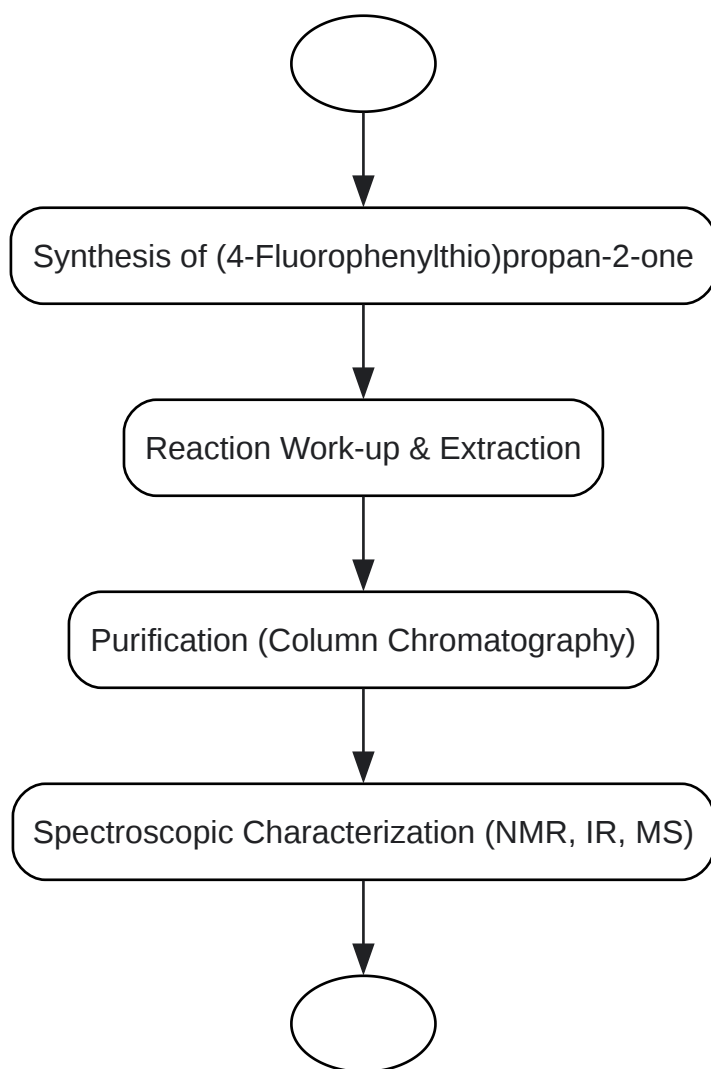 Synthesis of (4-Fluorophenylthio)propan-2-one
Reaction Work-up & Extraction
Purification (Column Chromatography)
Spectroscopic Characterization (NMR, IR, MS)